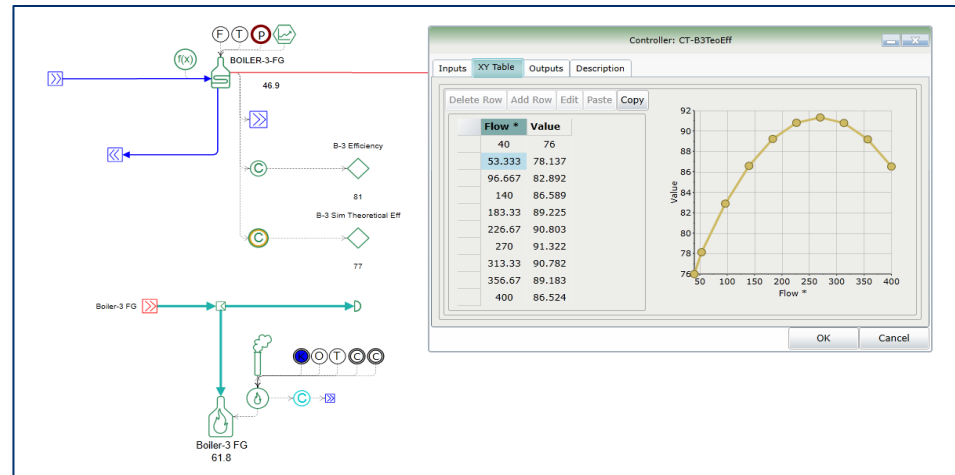 F T P
f(x)
BOILER-3-FG
46.9
B-3 Efficiency
C
81
B-3 Sim Theoretical Eff
C
77
Boiler-3 FG
O T C C
C
Boiler-3 FG
61.8
Controller: CT-B3TeoEff
Inputs XY Table Outputs Description
Delete Row Add Row Edit Paste Copy
Flow * Value
40 76
53.333 78.137
96.667 82.892
140 86.589
183.33 89.225
226.67 90.803
270 91.322
313.33 90.782
356.67 89.183
400 86.524
92
90
88
86
84
82
80
78
76
Value
50 100 150 200 250 300 350 400
Flow *
OK Cancel